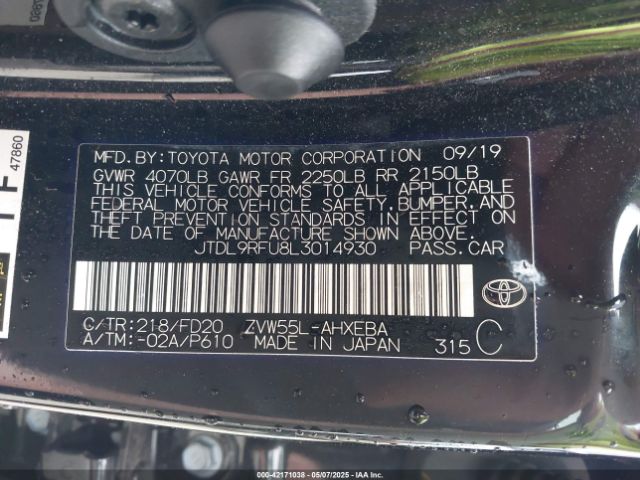 47860
MFD. BY: TOYOTA MOTOR CORPORATION 09/19
GVWR 4070LB GAWR FR 2250LB RR 2150LB
THIS VEHICLE CONFORMS TO ALL APPLICABLE
FEDERAL MOTOR VEHICLE SAFETY, BUMPER, AND
THEFT PREVENTION STANDARDS IN EFFECT ON
THE DATE OF MANUFACTURE SHOWN ABOVE.
JTDL9RFU8L3014930 PASS. CAR
C/TR: 218/FD20 ZVW55L-AHXEBA
A/TM: -02A/P610 MADE IN JAPAN 315 C
000-42171038 - 05/07/2025 - IAAI.CA